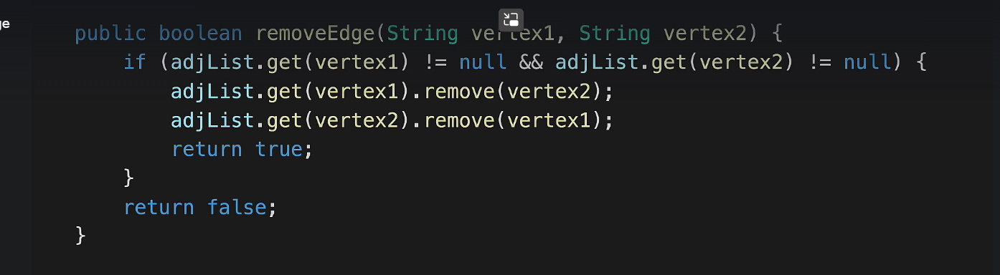 ge
public boolean removeEdge(String vertex1, String vertex2) {
if (adjList.get(vertex1) != null && adjList.get(vertex2) != null) {
adjList.get(vertex1).remove(vertex2);
adjList.get(vertex2).remove(vertex1);
return true;
}
return false;
}